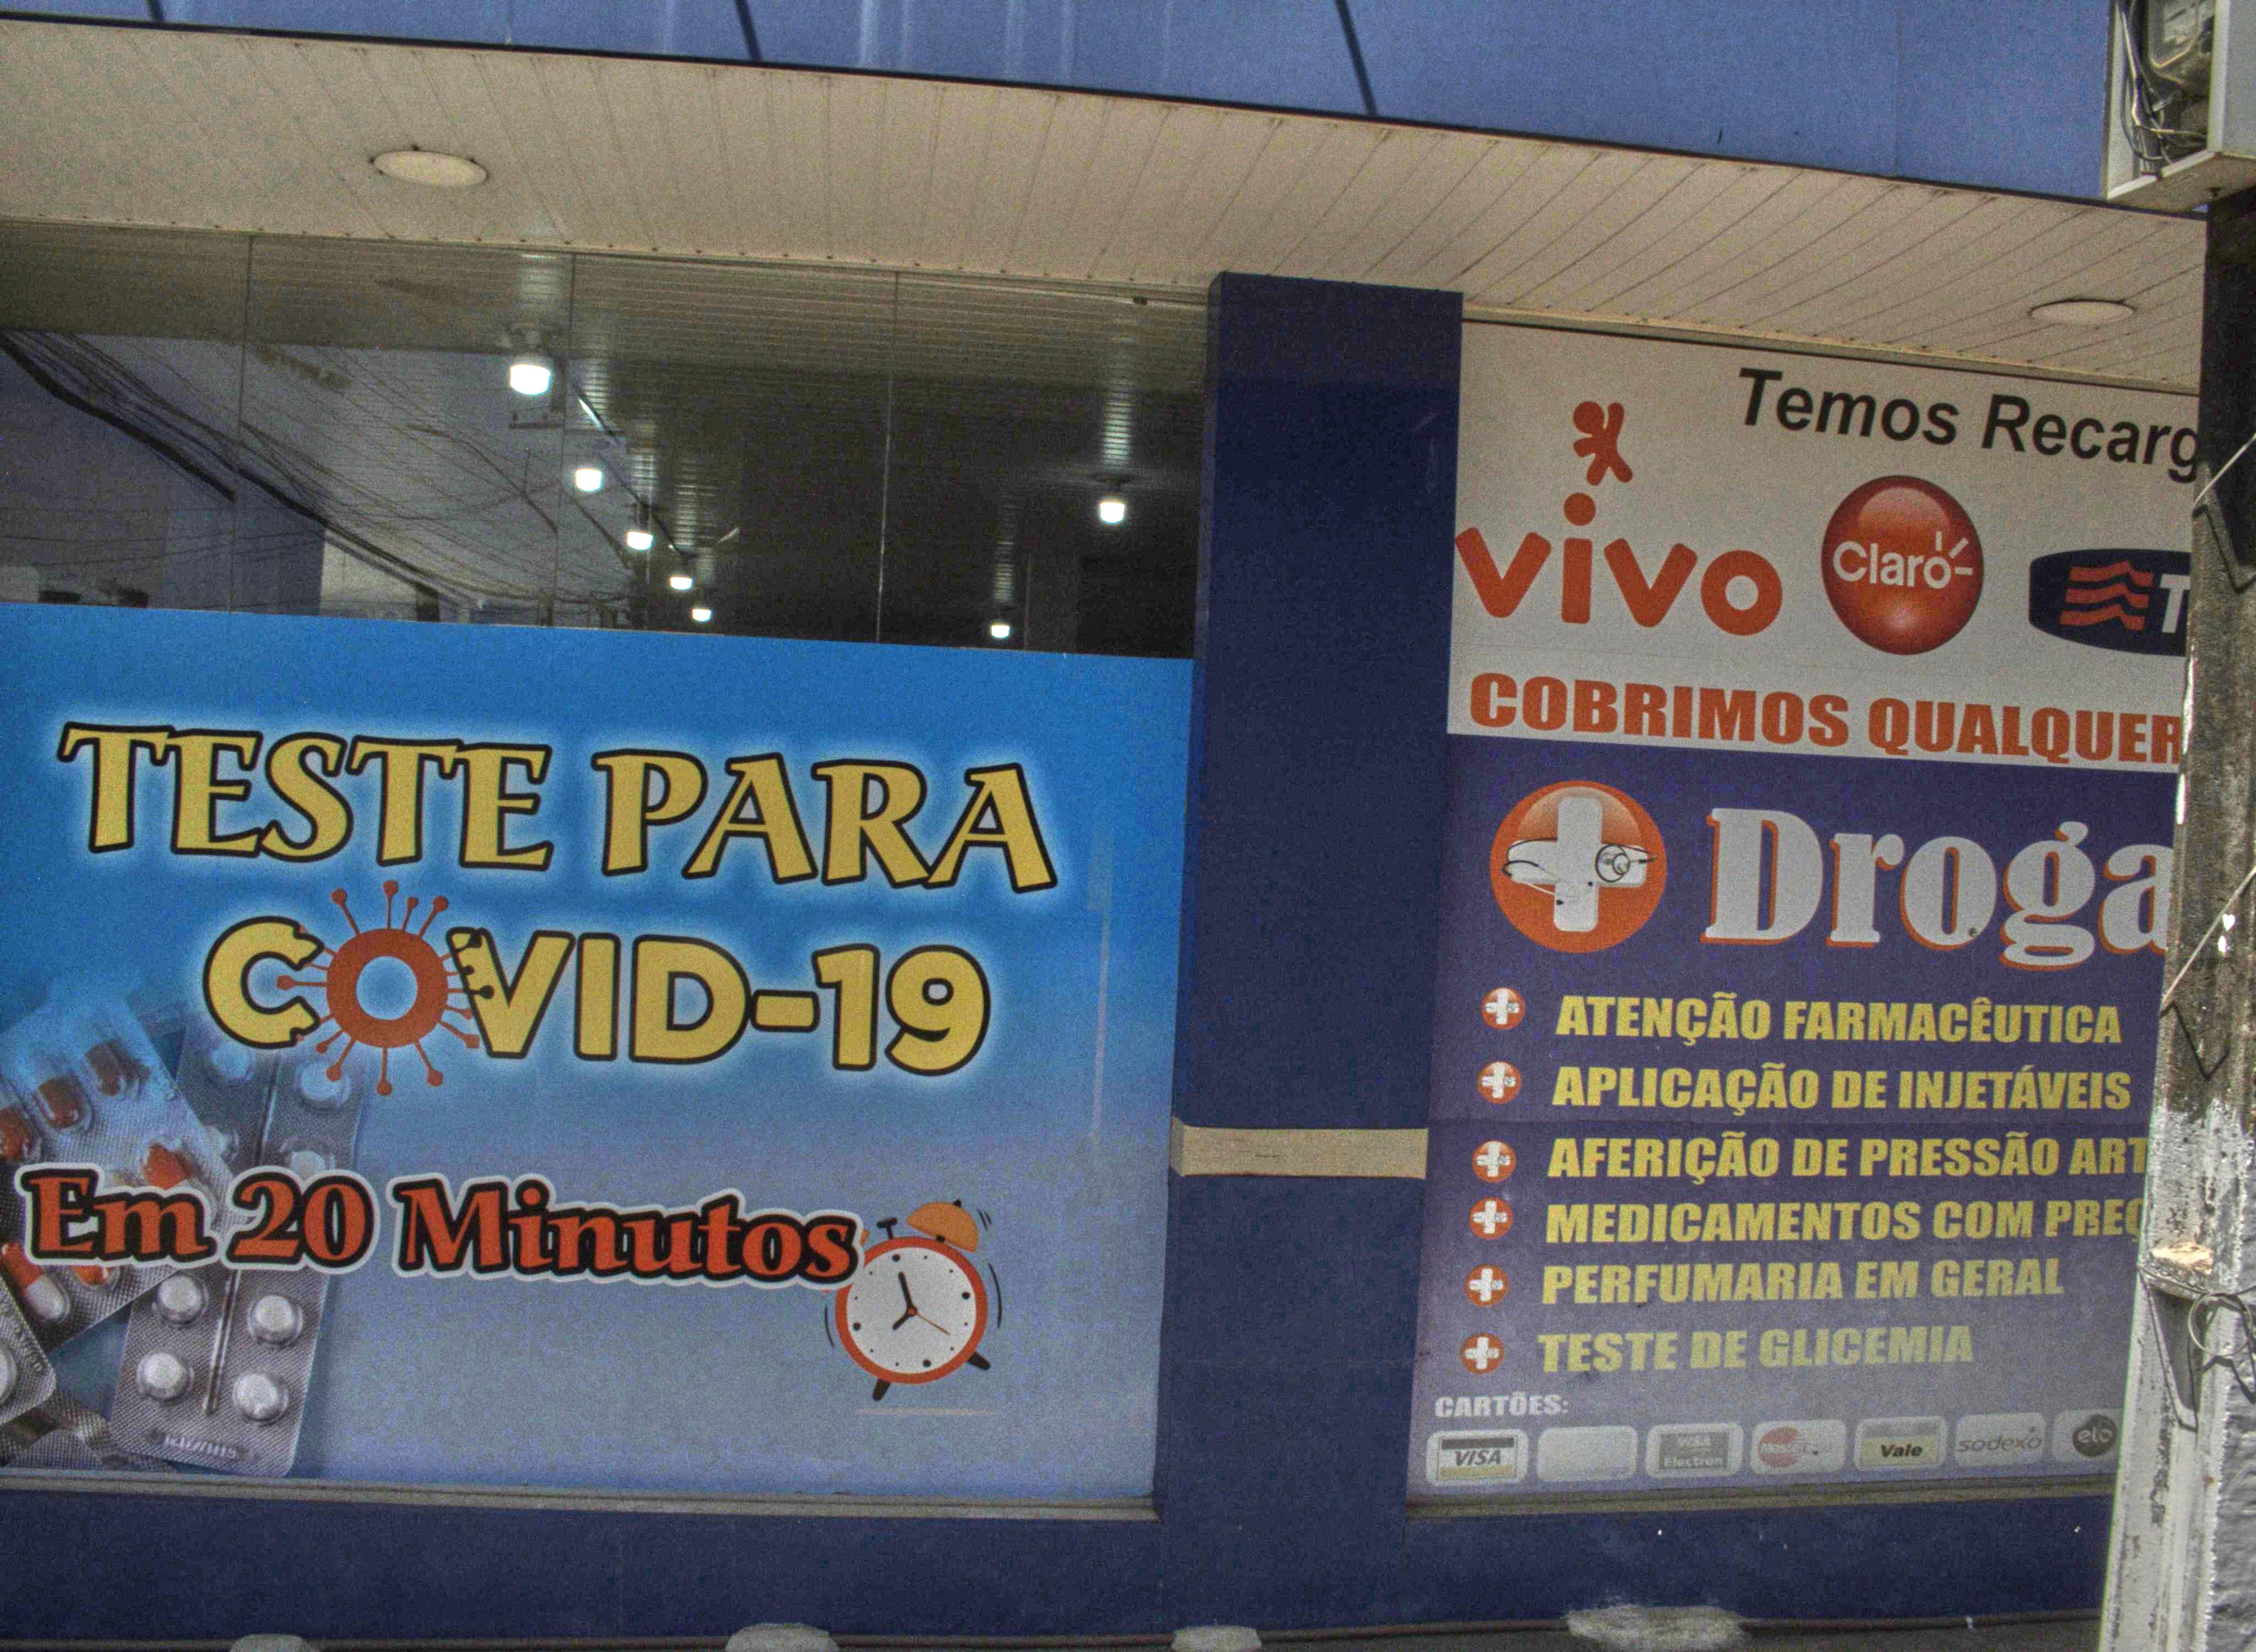 TESTE PARA
COVID-19
Em 20 Minutos
Temos Recarg
vivo
Claro
T
COBRIMOS QUALQUER
Droga
ATENÇÃO FARMACÊUTICA
APLICAÇÃO DE INJETÁVEIS
AFERIÇÃO DE PRESSÃO ART
MEDICAMENTOS COM PREÇ
PERFUMARIA EM GERAL
TESTE DE GLICEMIA
CARTÕES:
VISA
VISA Electron
MasterCard
Vale
sodexo
elo